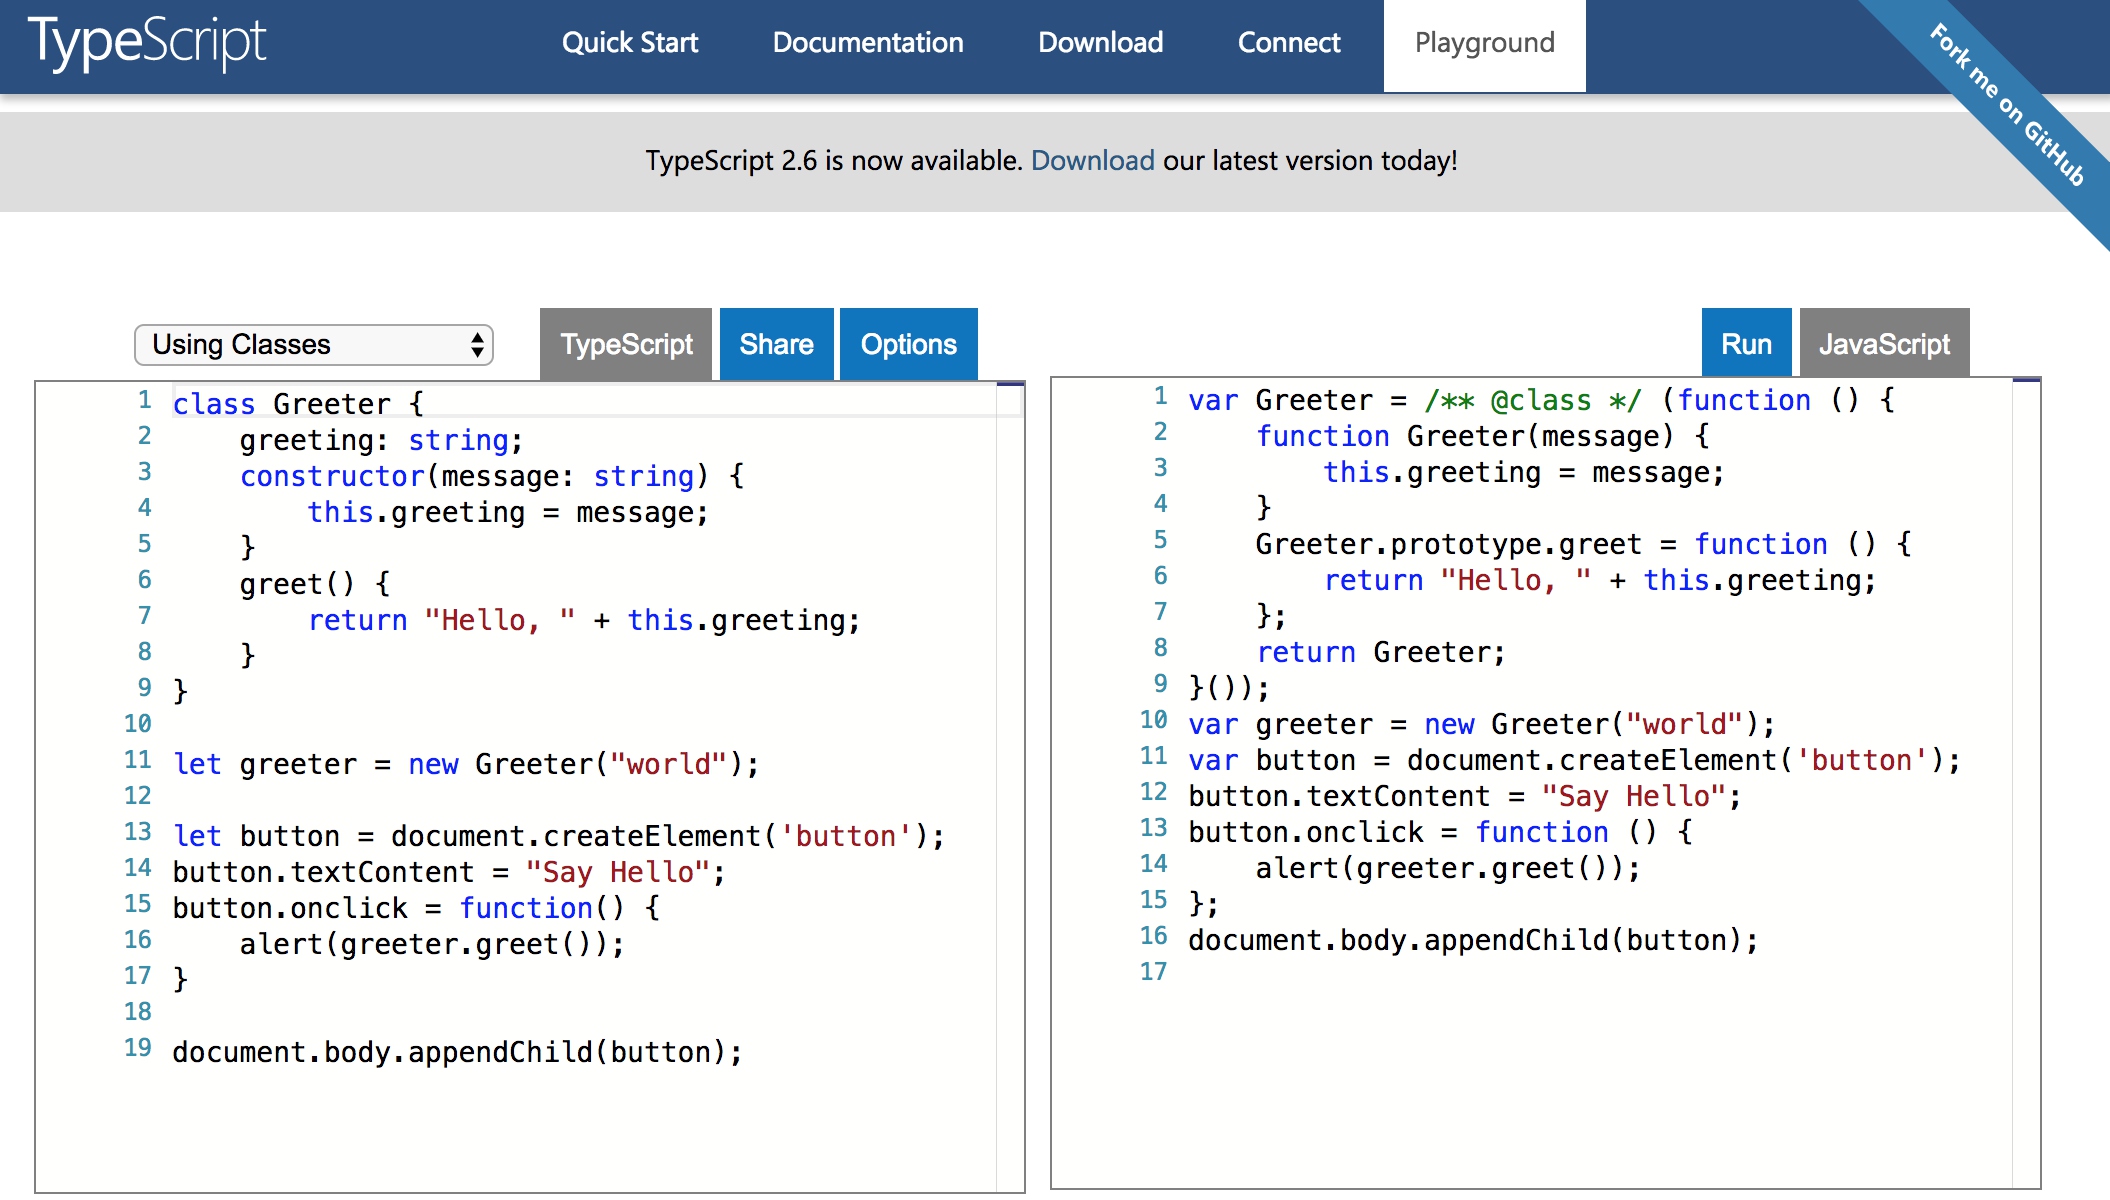 TypeScript
Quick Start Documentation Download Connect Playground
Fork me on GitHub
TypeScript 2.6 is now available. Download our latest version today!
Using Classes TypeScript Share Options
1 class Greeter {
2     greeting: string;
3     constructor(message: string) {
4         this.greeting = message;
5     }
6     greet() {
7         return "Hello, " + this.greeting;
8     }
9 }
10
11 let greeter = new Greeter("world");
12
13 let button = document.createElement('button');
14 button.textContent = "Say Hello";
15 button.onclick = function() {
16     alert(greeter.greet());
17 }
18
19 document.body.appendChild(button);
Run JavaScript
1 var Greeter = /** @class */ (function () {
2     function Greeter(message) {
3         this.greeting = message;
4     }
5     Greeter.prototype.greet = function () {
6         return "Hello, " + this.greeting;
7     };
8     return Greeter;
9 }());
10 var greeter = new Greeter("world");
11 var button = document.createElement('button');
12 button.textContent = "Say Hello";
13 button.onclick = function () {
14     alert(greeter.greet());
15 };
16 document.body.appendChild(button);
17